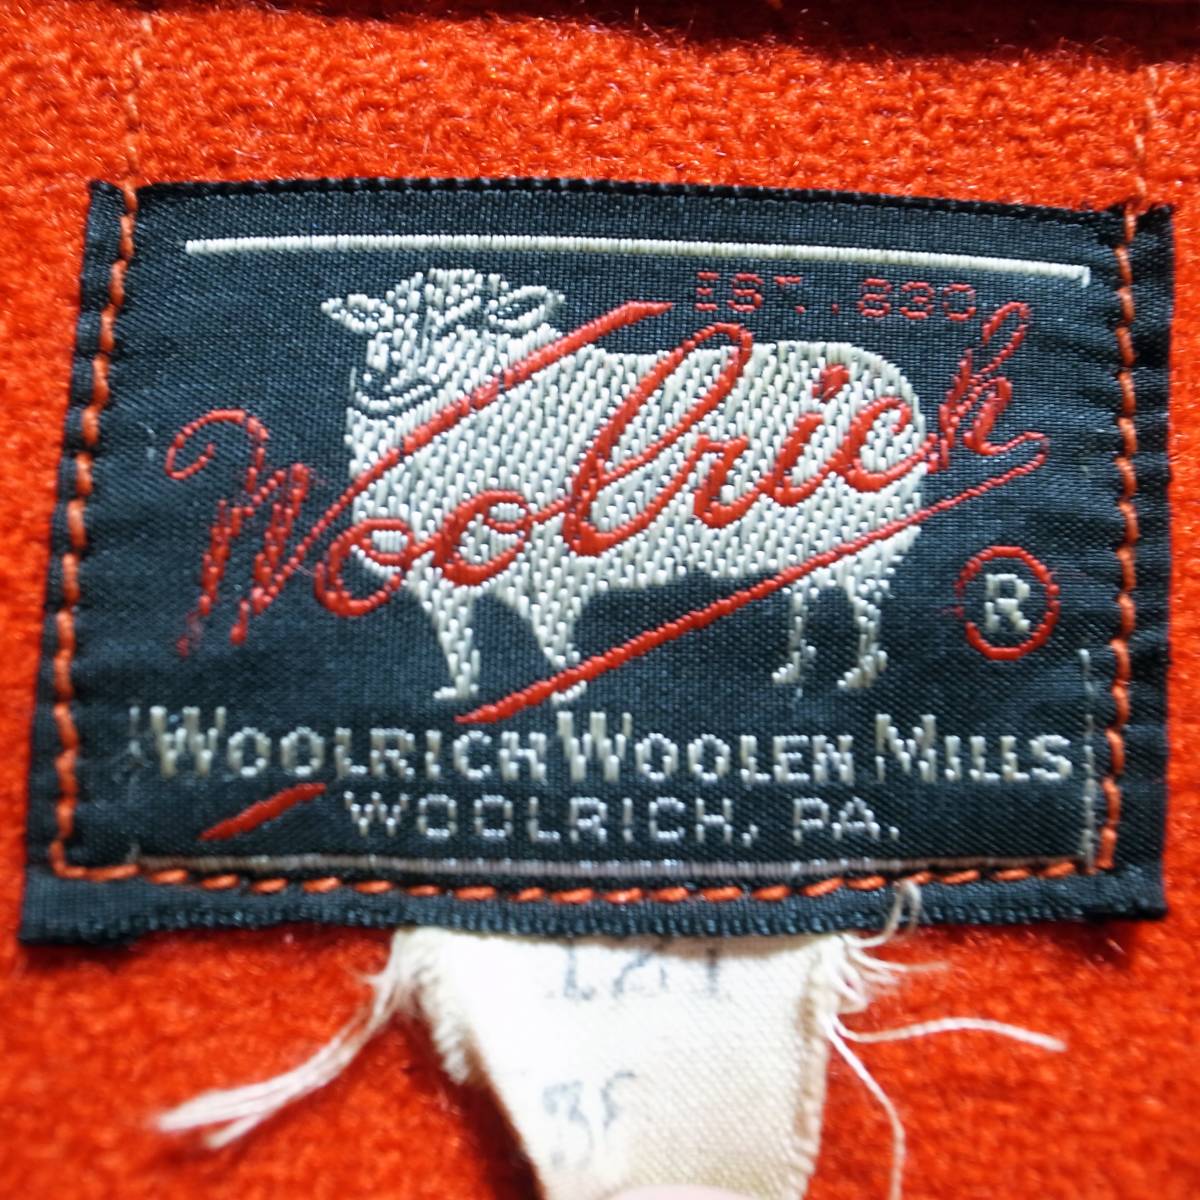 EST. 1830
Woolrich
®
WOOLRICH WOOLEN MILLS
WOOLRICH, PA.